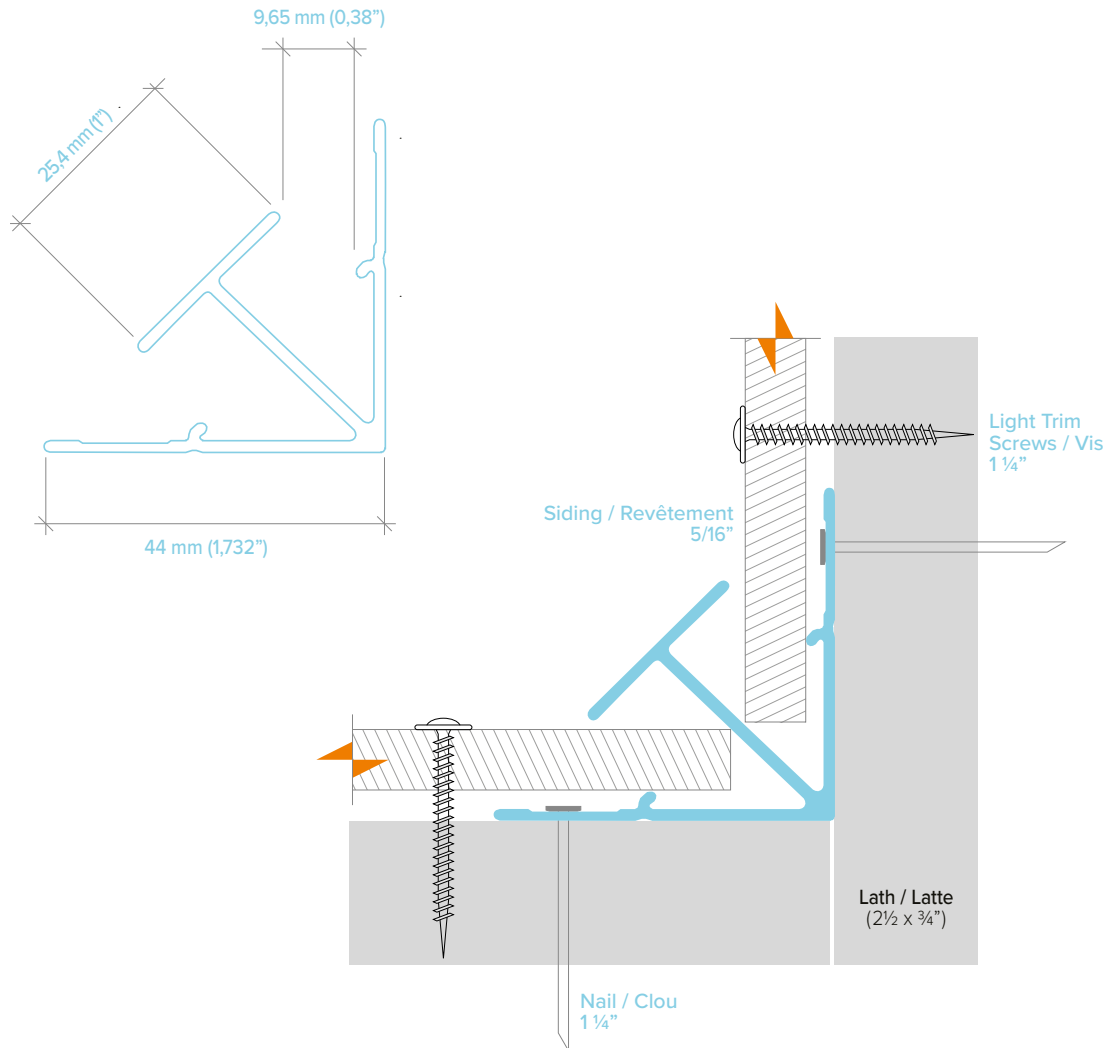 9,65 mm (0,38”)
25,4 mm (1”)
44 mm (1,732”)
Light Trim
Screws / Vis
1 ¼”
Siding / Revêtement
5/16”
Lath / Latte
(2½ x ¾”)
Nail / Clou
1 ¼”